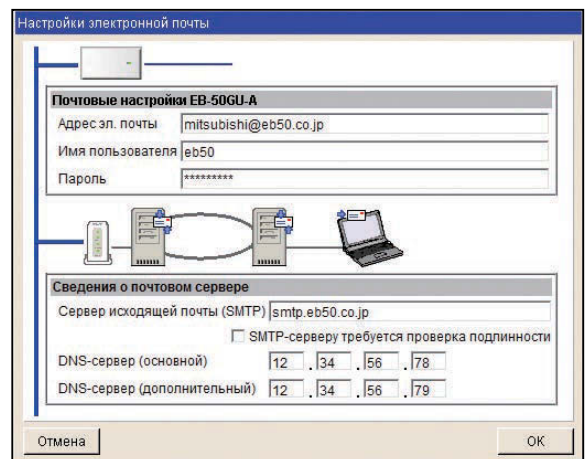 Настройки электронной почты
Почтовые настройки EB-50GU-A
Адрес эл. почты mitsubishi@eb50.co.jp
Имя пользователя eb50
Пароль *********
Сведения о почтовом сервере
Сервер исходящей почты (SMTP) smtp.eb50.co.jp
SMTP-серверу требуется проверка подлинности
DNS-сервер (основной) 12 . 34 . 56 . 78
DNS-сервер (дополнительный) 12 . 34 . 56 . 79
Отмена OK